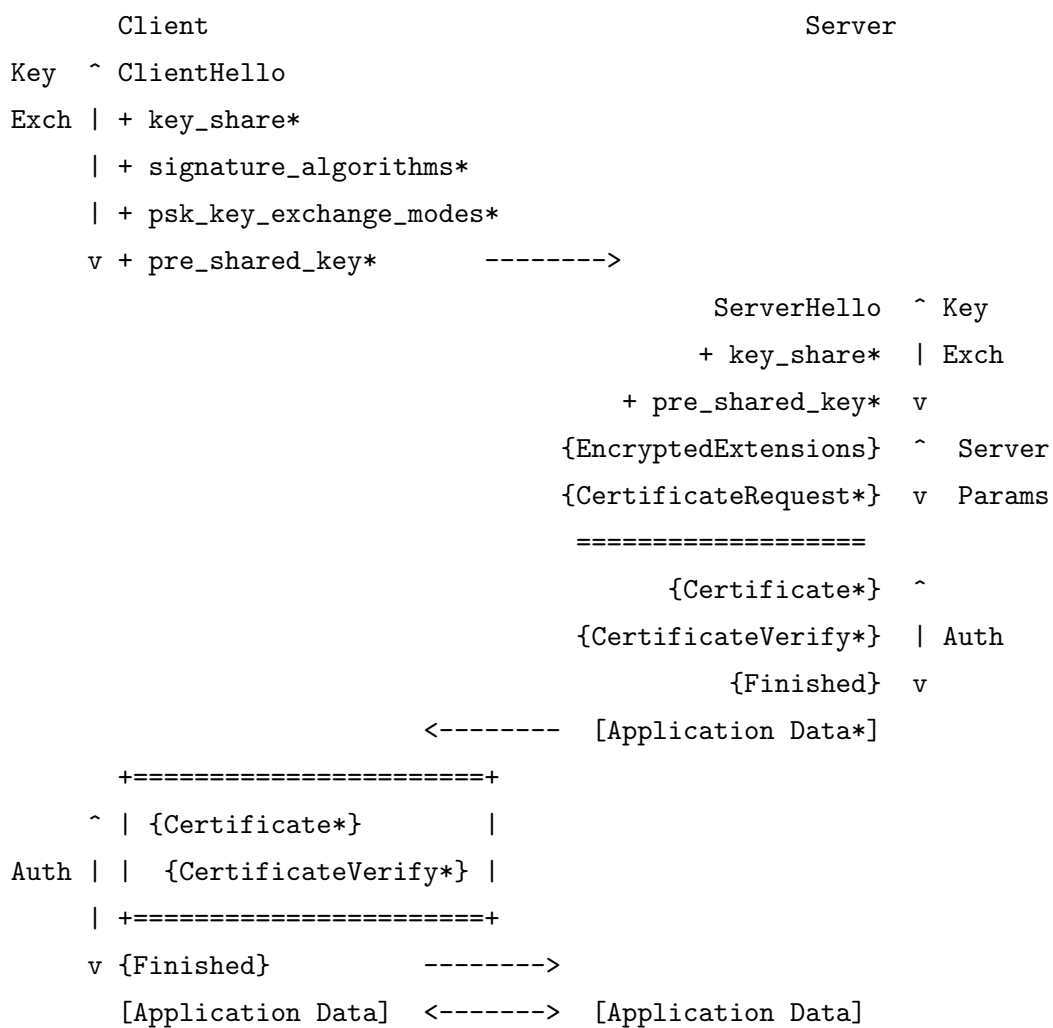 Client                                       Server
Key  ^ ClientHello
Exch | + key_share*
     | + signature_algorithms*
     | + psk_key_exchange_modes*
     v + pre_shared_key*       -------->
                                              ServerHello  ^ Key
                                             + key_share*  | Exch
                                        + pre_shared_key*  v
                                    {EncryptedExtensions}  ^  Server
                                    {CertificateRequest*}  v  Params
                                     ===================
                                           {Certificate*}  ^
                                     {CertificateVerify*}  | Auth
                                               {Finished}  v
                           <--------  [Application Data*]
       +=======================+
     ^ | {Certificate*}        |
Auth | |  {CertificateVerify*} |
     | +=======================+
     v {Finished}          -------->
       [Application Data]  <------->  [Application Data]